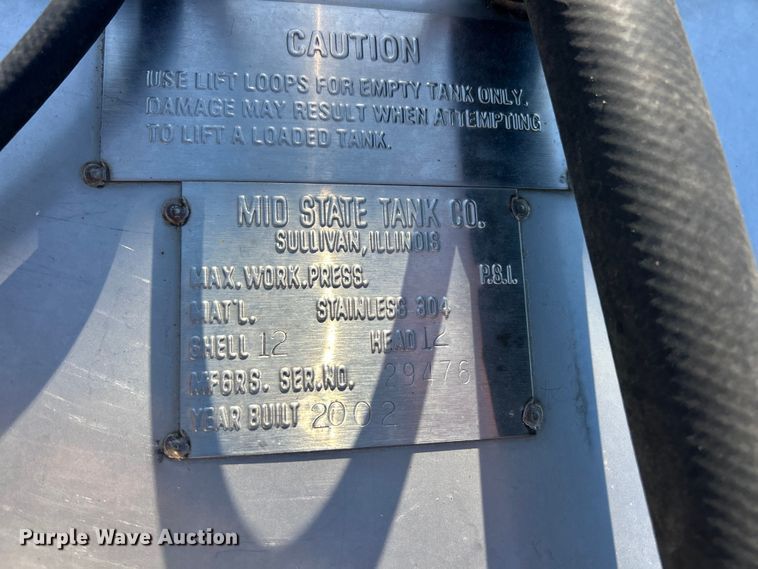 CAUTION
USE LIFT LOOPS FOR EMPTY TANK ONLY.
DAMAGE MAY RESULT WHEN ATTEMPTING
TO LIFT A LOADED TANK.
MID STATE TANK CO.
SULLIVAN, ILLINOIS
MAX. WORK. PRESS. P.S.I.
MAT'L. STAINLESS 304
SHELL 12 HEAD 12
MFGRS. SER. NO. 29476
YEAR BUILT 2002
Purple Wave Auction